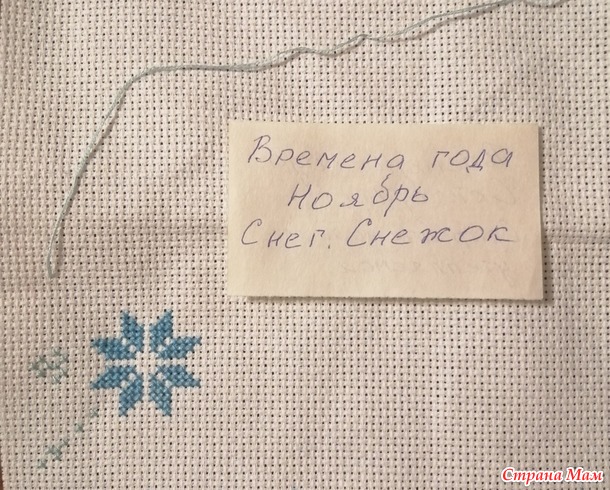 Времена года
Ноябрь
Снег. Снежок
Страна Мам